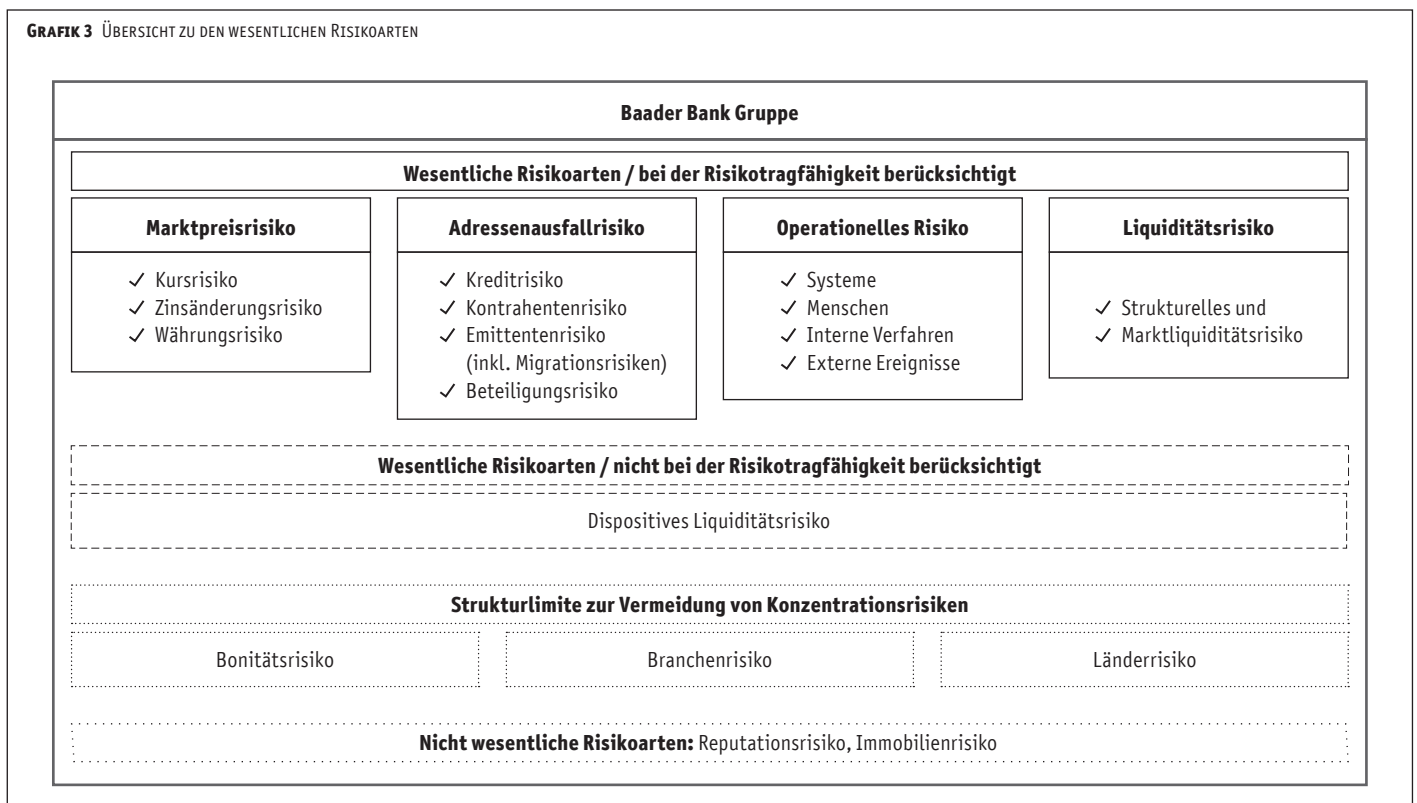 GRAFIK 3 ÜBERSICHT ZU DEN WESENTLICHEN RISIKOARTEN
Baader Bank Gruppe
Wesentliche Risikoarten / bei der Risikotragfähigkeit berücksichtigt
Marktpreisrisiko
✓ Kursrisiko
✓ Zinsänderungsrisiko
✓ Währungsrisiko
Adressenausfallrisiko
✓ Kreditrisiko
✓ Kontrahentenrisiko
✓ Emittentenrisiko
(inkl. Migrationsrisiken)
✓ Beteiligungsrisiko
Operationelles Risiko
✓ Systeme
✓ Menschen
✓ Interne Verfahren
✓ Externe Ereignisse
Liquiditätsrisiko
✓ Strukturelles und
✓ Marktliquiditätsrisiko
Wesentliche Risikoarten / nicht bei der Risikotragfähigkeit berücksichtigt
Dispositives Liquiditätsrisiko
Strukturlimite zur Vermeidung von Konzentrationsrisiken
Bonitätsrisiko
Branchenrisiko
Länderrisiko
Nicht wesentliche Risikoarten: Reputationsrisiko, Immobilienrisiko